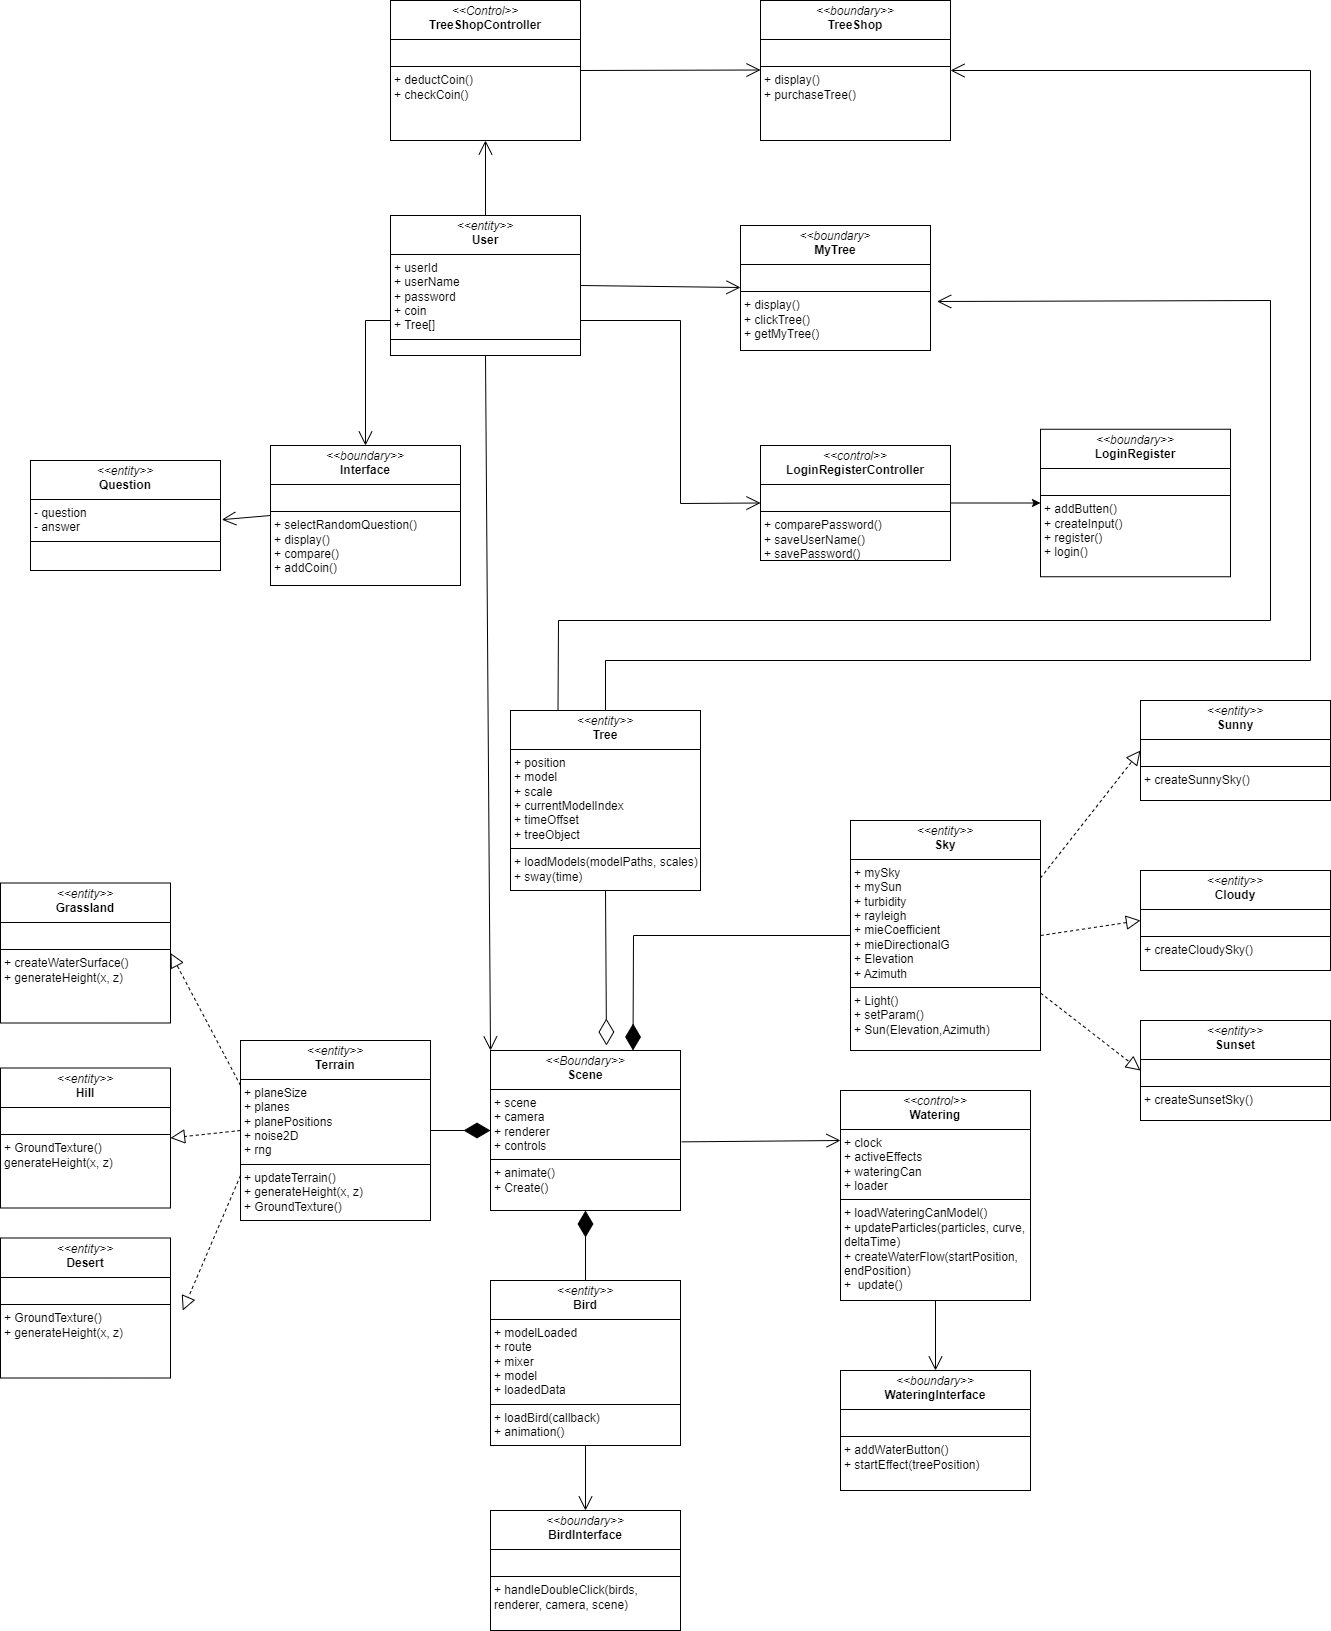 <<Control>>
TreeShopController
+ deductCoin()
+ checkCoin()
<<boundary>>
TreeShop
+ display()
+ purchaseTree()
<<entity>>
User
+ userId
+ userName
+ password
+ coin
+ Tree[]
<<boundary>
MyTree
+ display()
+ clickTree()
+ getMyTree()
<<entity>>
Question
- question
- answer
<<boundary>>
Interface
+ selectRandomQuestion()
+ display()
+ compare()
+ addCoin()
<<control>>
LoginRegisterController
+ comparePassword()
+ saveUserName()
+ savePassword()
<<boundary>>
LoginRegister
+ addButten()
+ createInput()
+ register()
+ login()
<<entity>>
Tree
+ position
+ model
+ scale
+ currentModelIndex
+ timeOffset
+ treeObject
+ loadModels(modelPaths, scales)
+ sway(time)
<<entity>>
Sunny
+ createSunnySky()
<<entity>>
Sky
+ mySky
+ mySun
+ turbidity
+ rayleigh
+ mieCoefficient
+ mieDirectionalG
+ Elevation
+ Azimuth
+ Light()
+ setParam()
+ Sun(Elevation,Azimuth)
<<entity>>
Cloudy
+ createCloudySky()
<<entity>>
Sunset
+ createSunsetSky()
<<entity>>
Grassland
+ createWaterSurface()
+ generateHeight(x, z)
<<entity>>
Hill
+ GroundTexture()
generateHeight(x, z)
<<entity>>
Desert
+ GroundTexture()
+ generateHeight(x, z)
<<entity>>
Terrain
+ planeSize
+ planes
+ planePositions
+ noise2D
+ rng
+ updateTerrain()
+ generateHeight(x, z)
+ GroundTexture()
<<Boundary>>
Scene
+ scene
+ camera
+ renderer
+ controls
+ animate()
+ Create()
<<control>>
Watering
+ clock
+ activeEffects
+ wateringCan
+ loader
+ loadWateringCanModel()
+ updateParticles(particles, curve,
deltaTime)
+ createWaterFlow(startPosition,
endPosition)
+  update()
<<entity>>
Bird
+ modelLoaded
+ route
+ mixer
+ model
+ loadedData
+ loadBird(callback)
+ animation()
<<boundary>>
WateringInterface
+ addWaterButton()
+ startEffect(treePosition)
<<boundary>>
BirdInterface
+ handleDoubleClick(birds,
renderer, camera, scene)